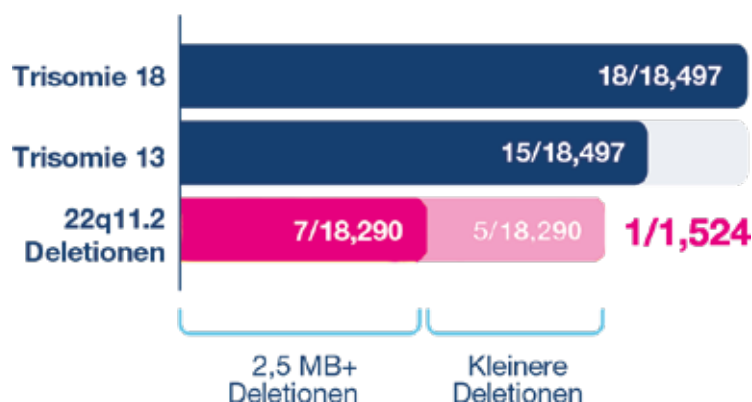 Trisomie 18
18/18,497
Trisomie 13
15/18,497
22q11.2
Deletionen
7/18,290
5/18,290
1/1,524
2,5 MB+
Deletionen
Kleinere
Deletionen